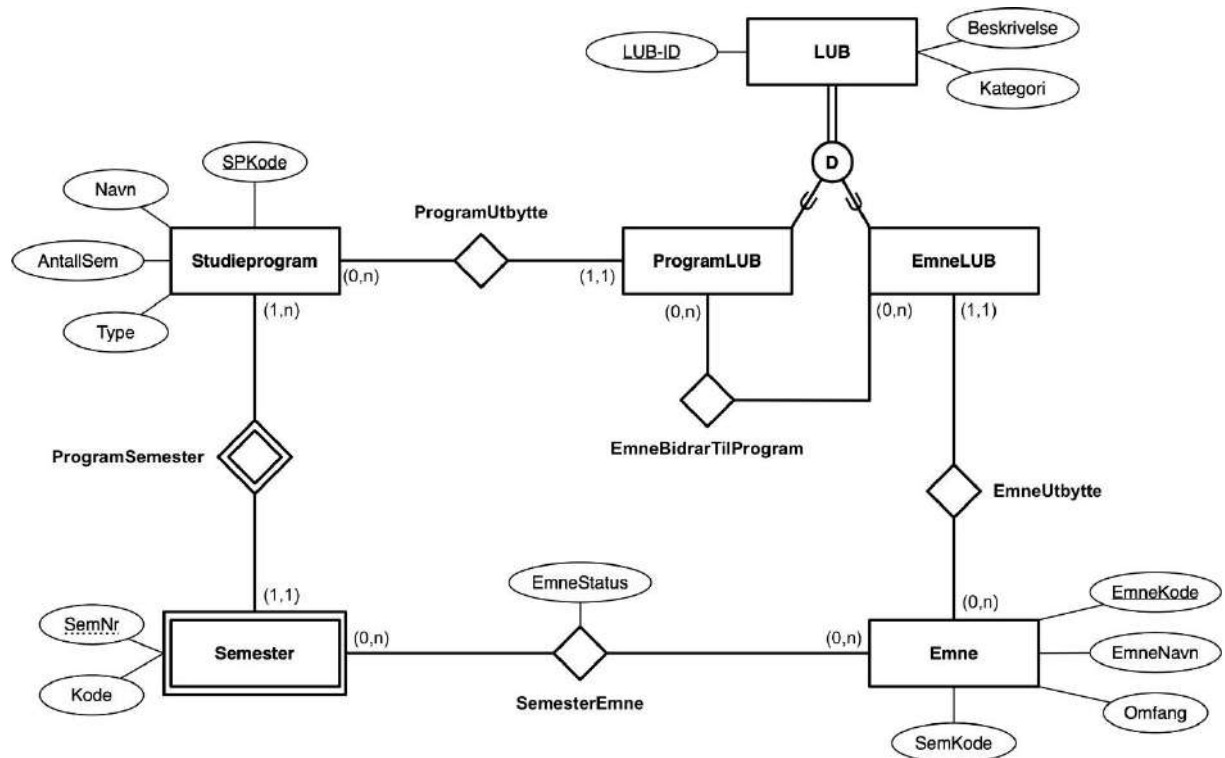 Beskrivelse
LUB-ID
LUB
Kategori
SPKode
D
Navn
ProgramUtbytte
AntallSem
Studieprogram
(0,n)
(1,1)
ProgramLUB
EmneLUB
(1,n)
(0,n)
(0,n)
(1,1)
Type
ProgramSemester
EmneBidrarTilProgram
EmneUtbytte
EmneStatus
(1,1)
(0,n)
EmneKode
SemNr
(0,n)
(0,n)
Semester
Emne
EmneNavn
Kode
SemesterEmne
Omfang
SemKode